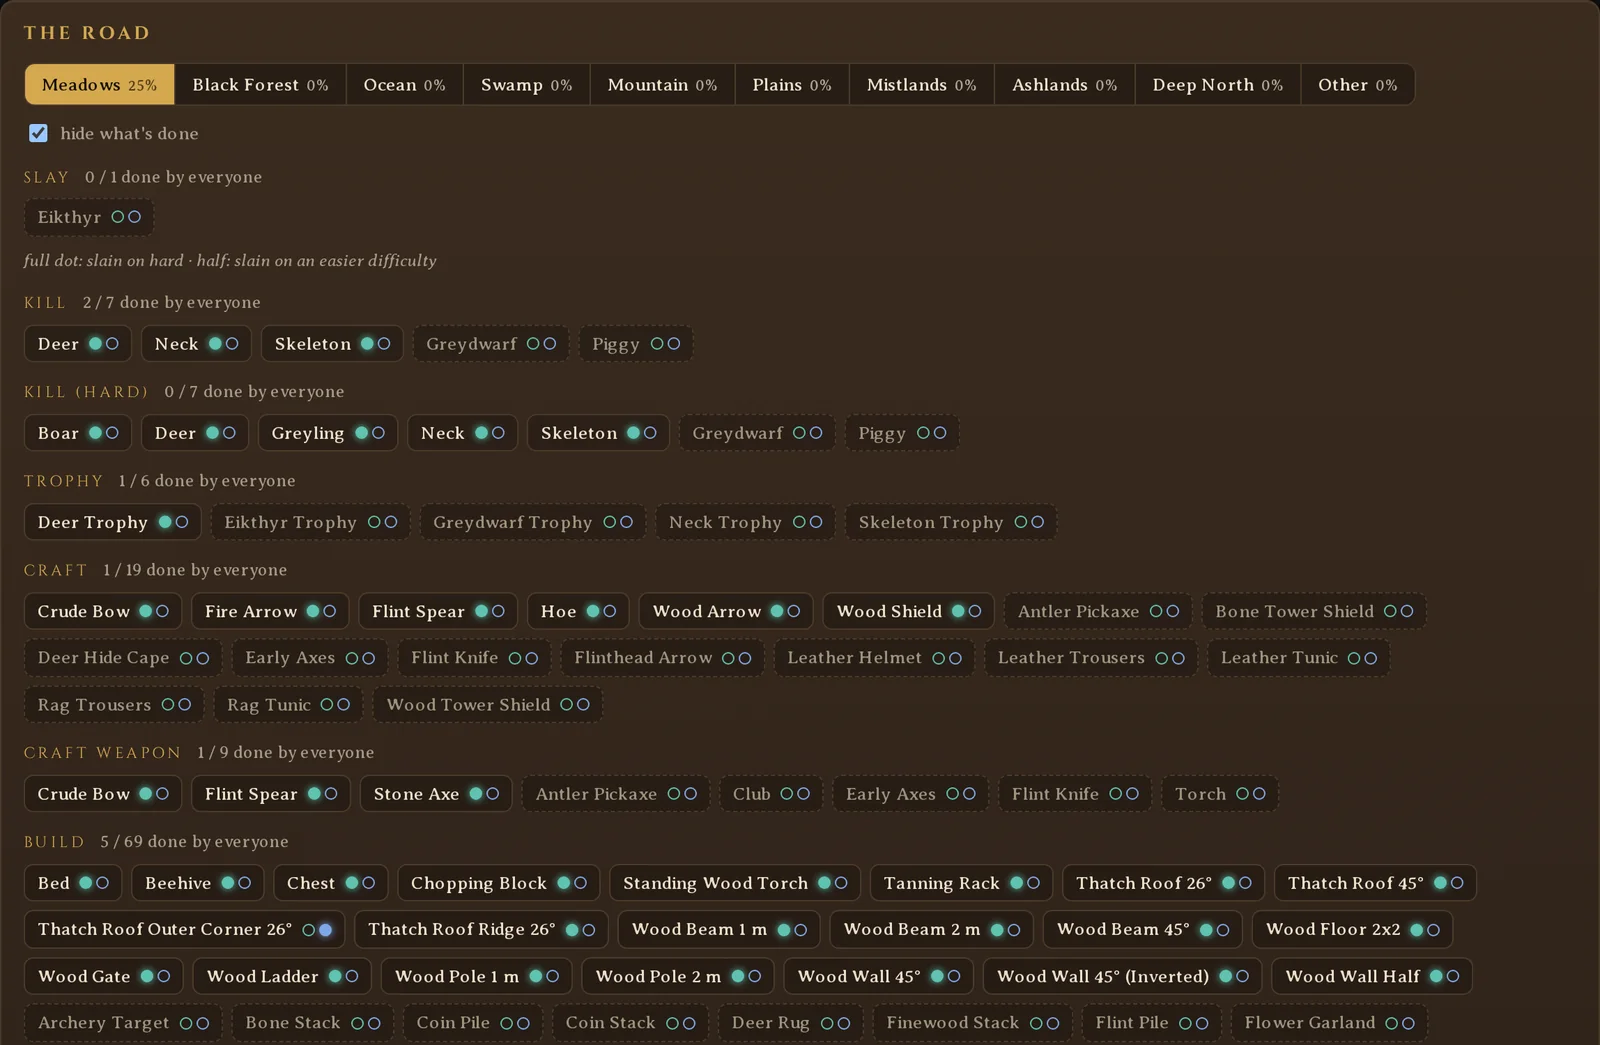 THE ROAD
Meadows 25% Black Forest 0% Ocean 0% Swamp 0% Mountain 0% Plains 0% Mistlands 0% Ashlands 0% Deep North 0% Other 0%
hide what's done
SLAY 0 / 1 done by everyone
Eikthyr
full dot: slain on hard · half: slain on an easier difficulty
KILL 2 / 7 done by everyone
Deer Neck Skeleton Greydwarf Piggy
KILL (HARD) 0 / 7 done by everyone
Boar Deer Greyling Neck Skeleton Greydwarf Piggy
TROPHY 1 / 6 done by everyone
Deer Trophy Eikthyr Trophy Greydwarf Trophy Neck Trophy Skeleton Trophy
CRAFT 1 / 19 done by everyone
Crude Bow Fire Arrow Flint Spear Hoe Wood Arrow Wood Shield Antler Pickaxe Bone Tower Shield
Deer Hide Cape Early Axes Flint Knife Flinthead Arrow Leather Helmet Leather Trousers Leather Tunic
Rag Trousers Rag Tunic Wood Tower Shield
CRAFT WEAPON 1 / 9 done by everyone
Crude Bow Flint Spear Stone Axe Antler Pickaxe Club Early Axes Flint Knife Torch
BUILD 5 / 69 done by everyone
Bed Beehive Chest Chopping Block Standing Wood Torch Tanning Rack Thatch Roof 26° Thatch Roof 45°
Thatch Roof Outer Corner 26° Thatch Roof Ridge 26° Wood Beam 1 m Wood Beam 2 m Wood Beam 45° Wood Floor 2x2
Wood Gate Wood Ladder Wood Pole 1 m Wood Pole 2 m Wood Wall 45° Wood Wall 45° (Inverted) Wood Wall Half
Archery Target Bone Stack Coin Pile Coin Stack Deer Rug Finewood Stack Flint Pile Flower Garland